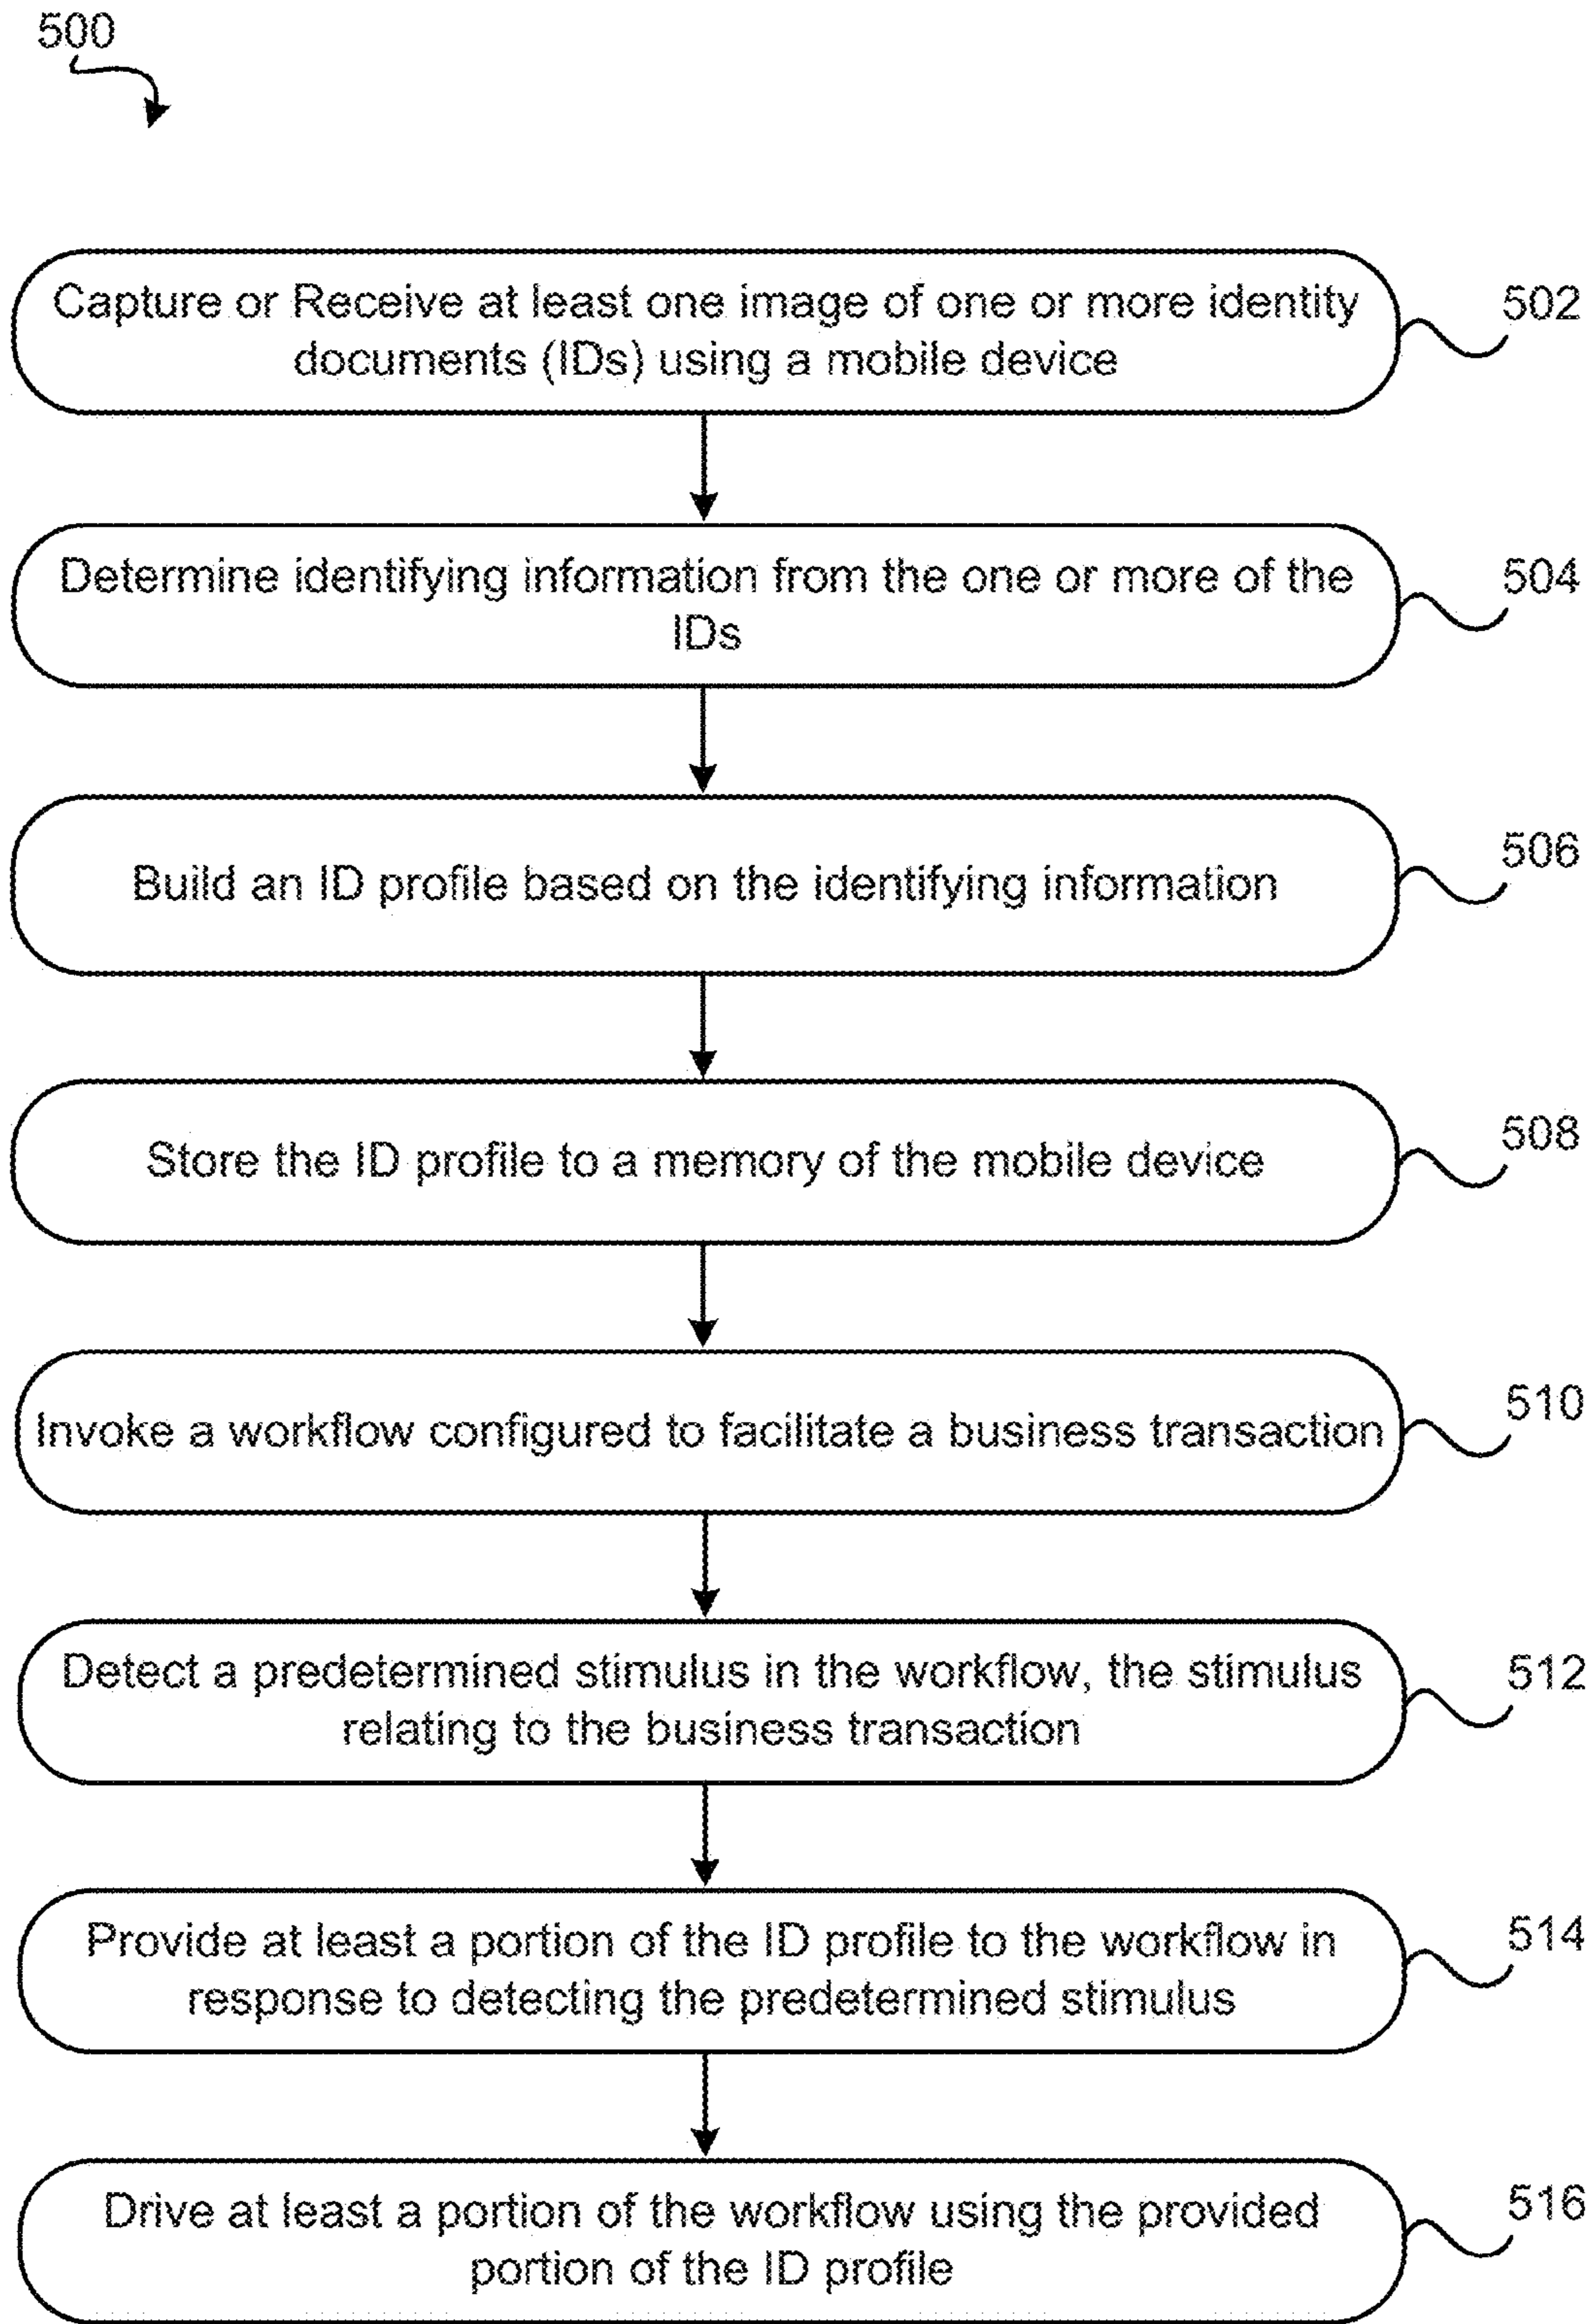 500
Capture or Receive at least one image of one or more identity
documents (IDs) using a mobile device
502
Determine identifying information from the one or more of the
IDs
504
Build an ID profile based on the identifying information
506
Store the ID profile to a memory of the mobile device
508
Invoke a workflow configured to facilitate a business transaction
510
Detect a predetermined stimulus in the workflow, the stimulus
relating to the business transaction
512
Provide at least a portion of the ID profile to the workflow in
response to detecting the predetermined stimulus
514
Drive at least a portion of the workflow using the provided
portion of the ID profile
516